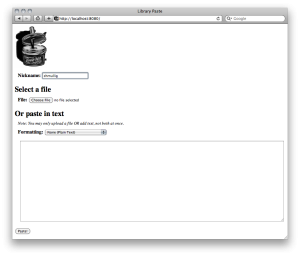 Library Paste
http://localhost:8080/
Google
Nickname:
Select a file
File: Choose File no file selected
Or paste in text
Note: You may only upload a file OR add text, not both at once.
Formatting: None (Plain Text)
Paste!